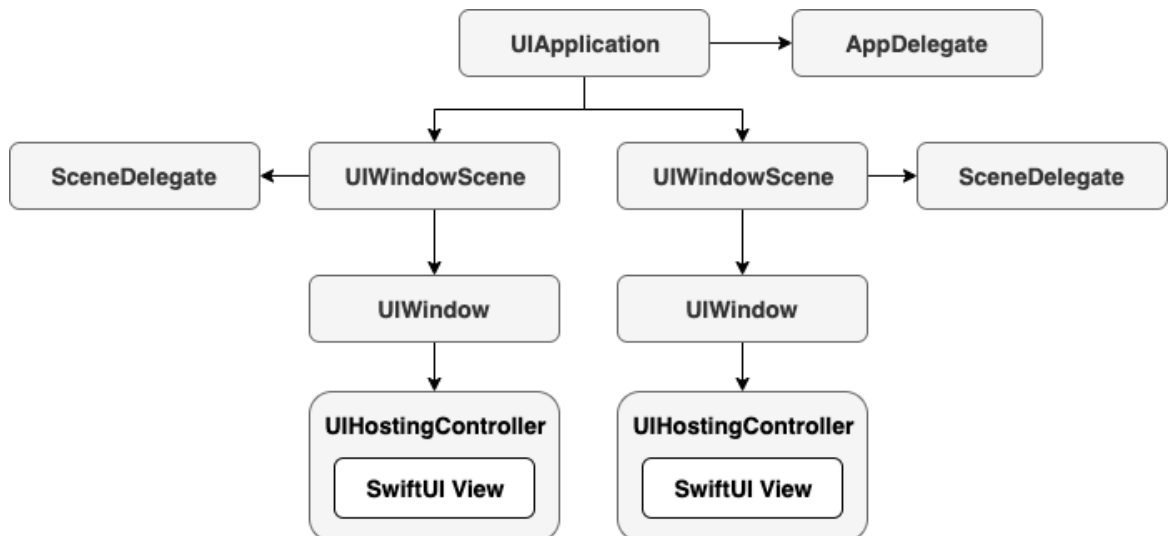 UIApplication
AppDelegate
SceneDelegate
UIWindowScene
UIWindowScene
SceneDelegate
UIWindow
UIWindow
UIHostingController
UIHostingController
SwiftUI View
SwiftUI View